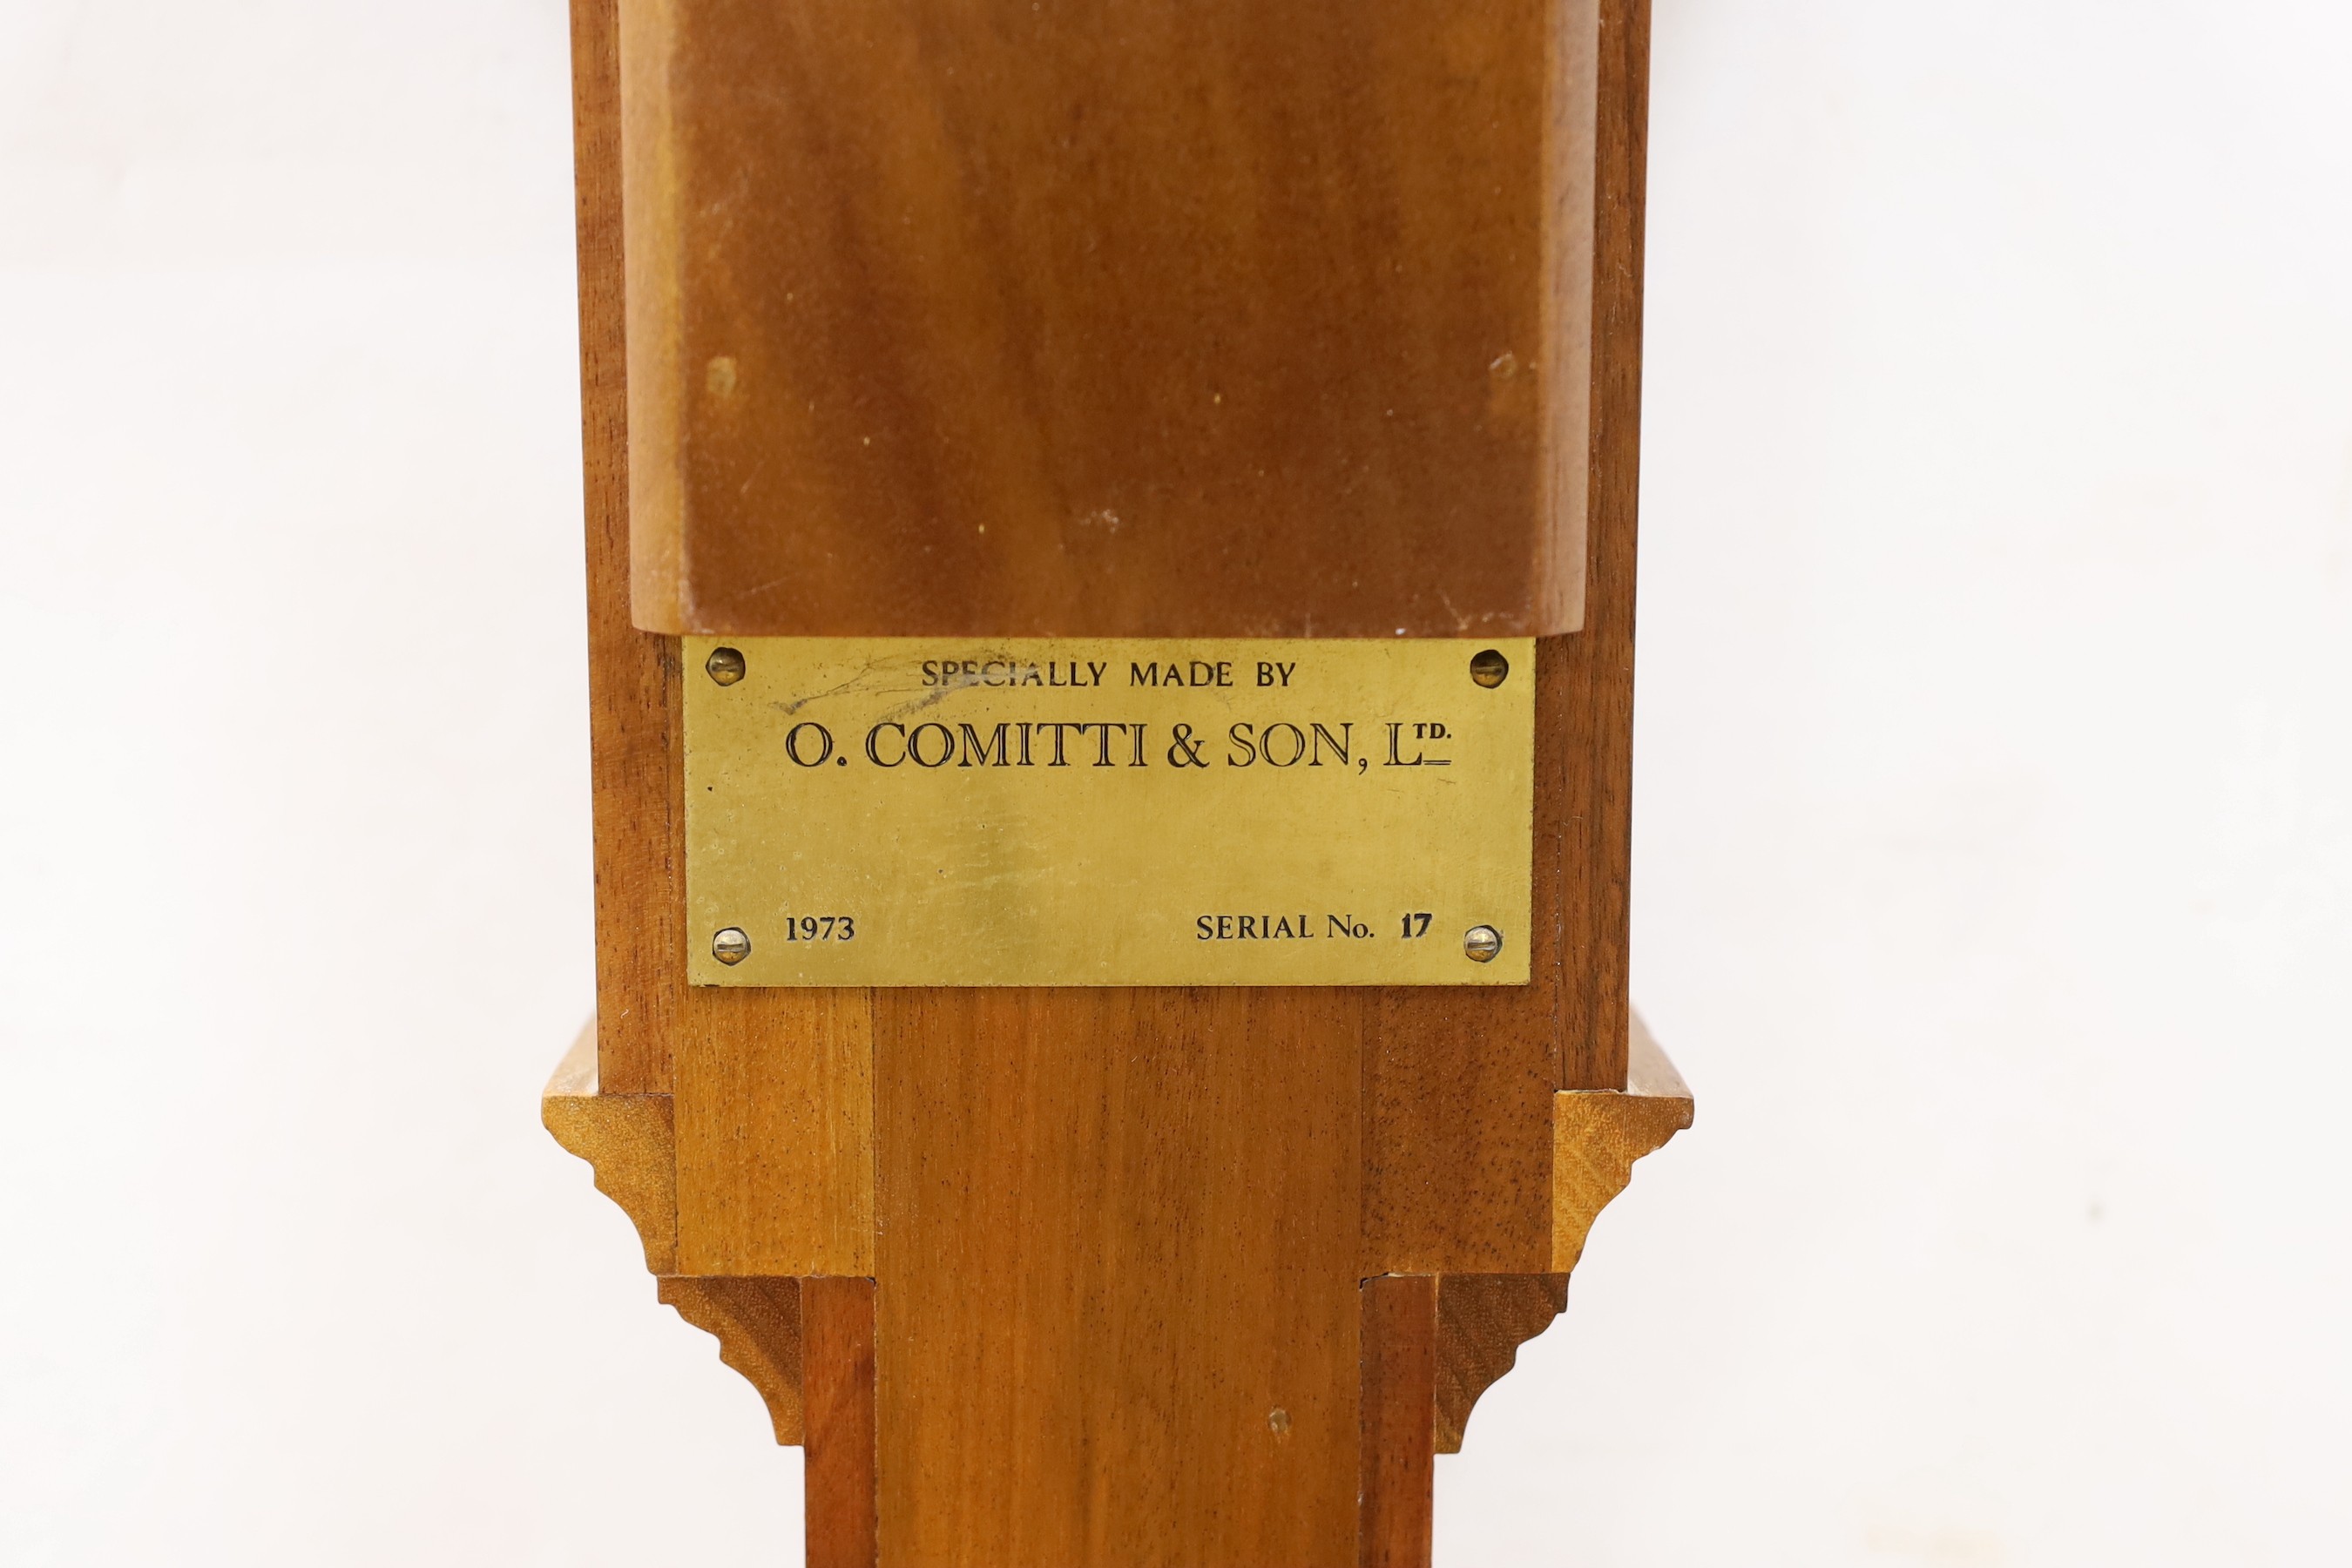 SPECIALLY MADE BY
O. COMITTI & SON, LTD.
1973 SERIAL No. 17